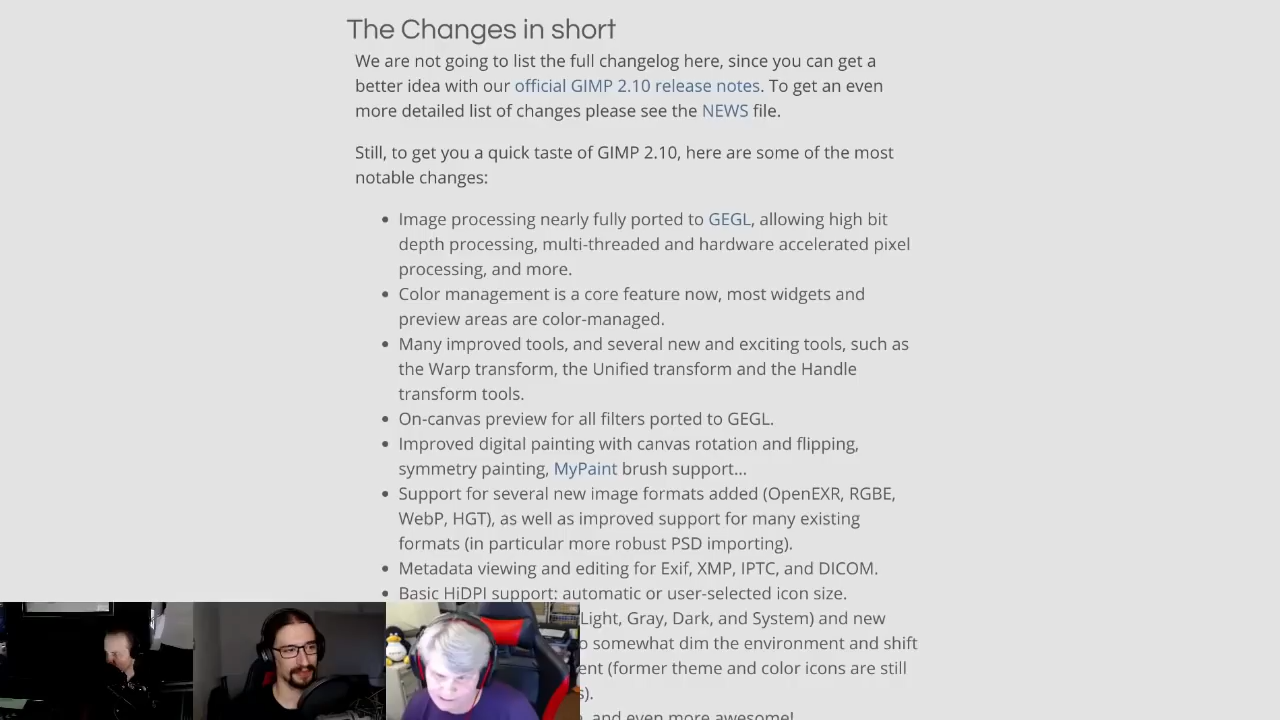 The Changes in short
We are not going to list the full changelog here, since you can get a
better idea with our official GIMP 2.10 release notes. To get an even
more detailed list of changes please see the NEWS file.
Still, to get you a quick taste of GIMP 2.10, here are some of the most
notable changes:
Image processing nearly fully ported to GEGL, allowing high bit
depth processing, multi-threaded and hardware accelerated pixel
processing, and more.
Color management is a core feature now, most widgets and
preview areas are color-managed.
Many improved tools, and several new and exciting tools, such as
the Warp transform, the Unified transform and the Handle
transform tools.
On-canvas preview for all filters ported to GEGL.
Improved digital painting with canvas rotation and flipping,
symmetry painting, MyPaint brush support…
Support for several new image formats added (OpenEXR, RGBE,
WebP, HGT), as well as improved support for many existing
formats (in particular more robust PSD importing).
Metadata viewing and editing for Exif, XMP, IPTC, and DICOM.
Basic HiDPI support: automatic or user-selected icon size.
Light, Gray, Dark, and System) and new
somewhat dim the environment and shift
(former theme and color icons are still
and even more awesome!